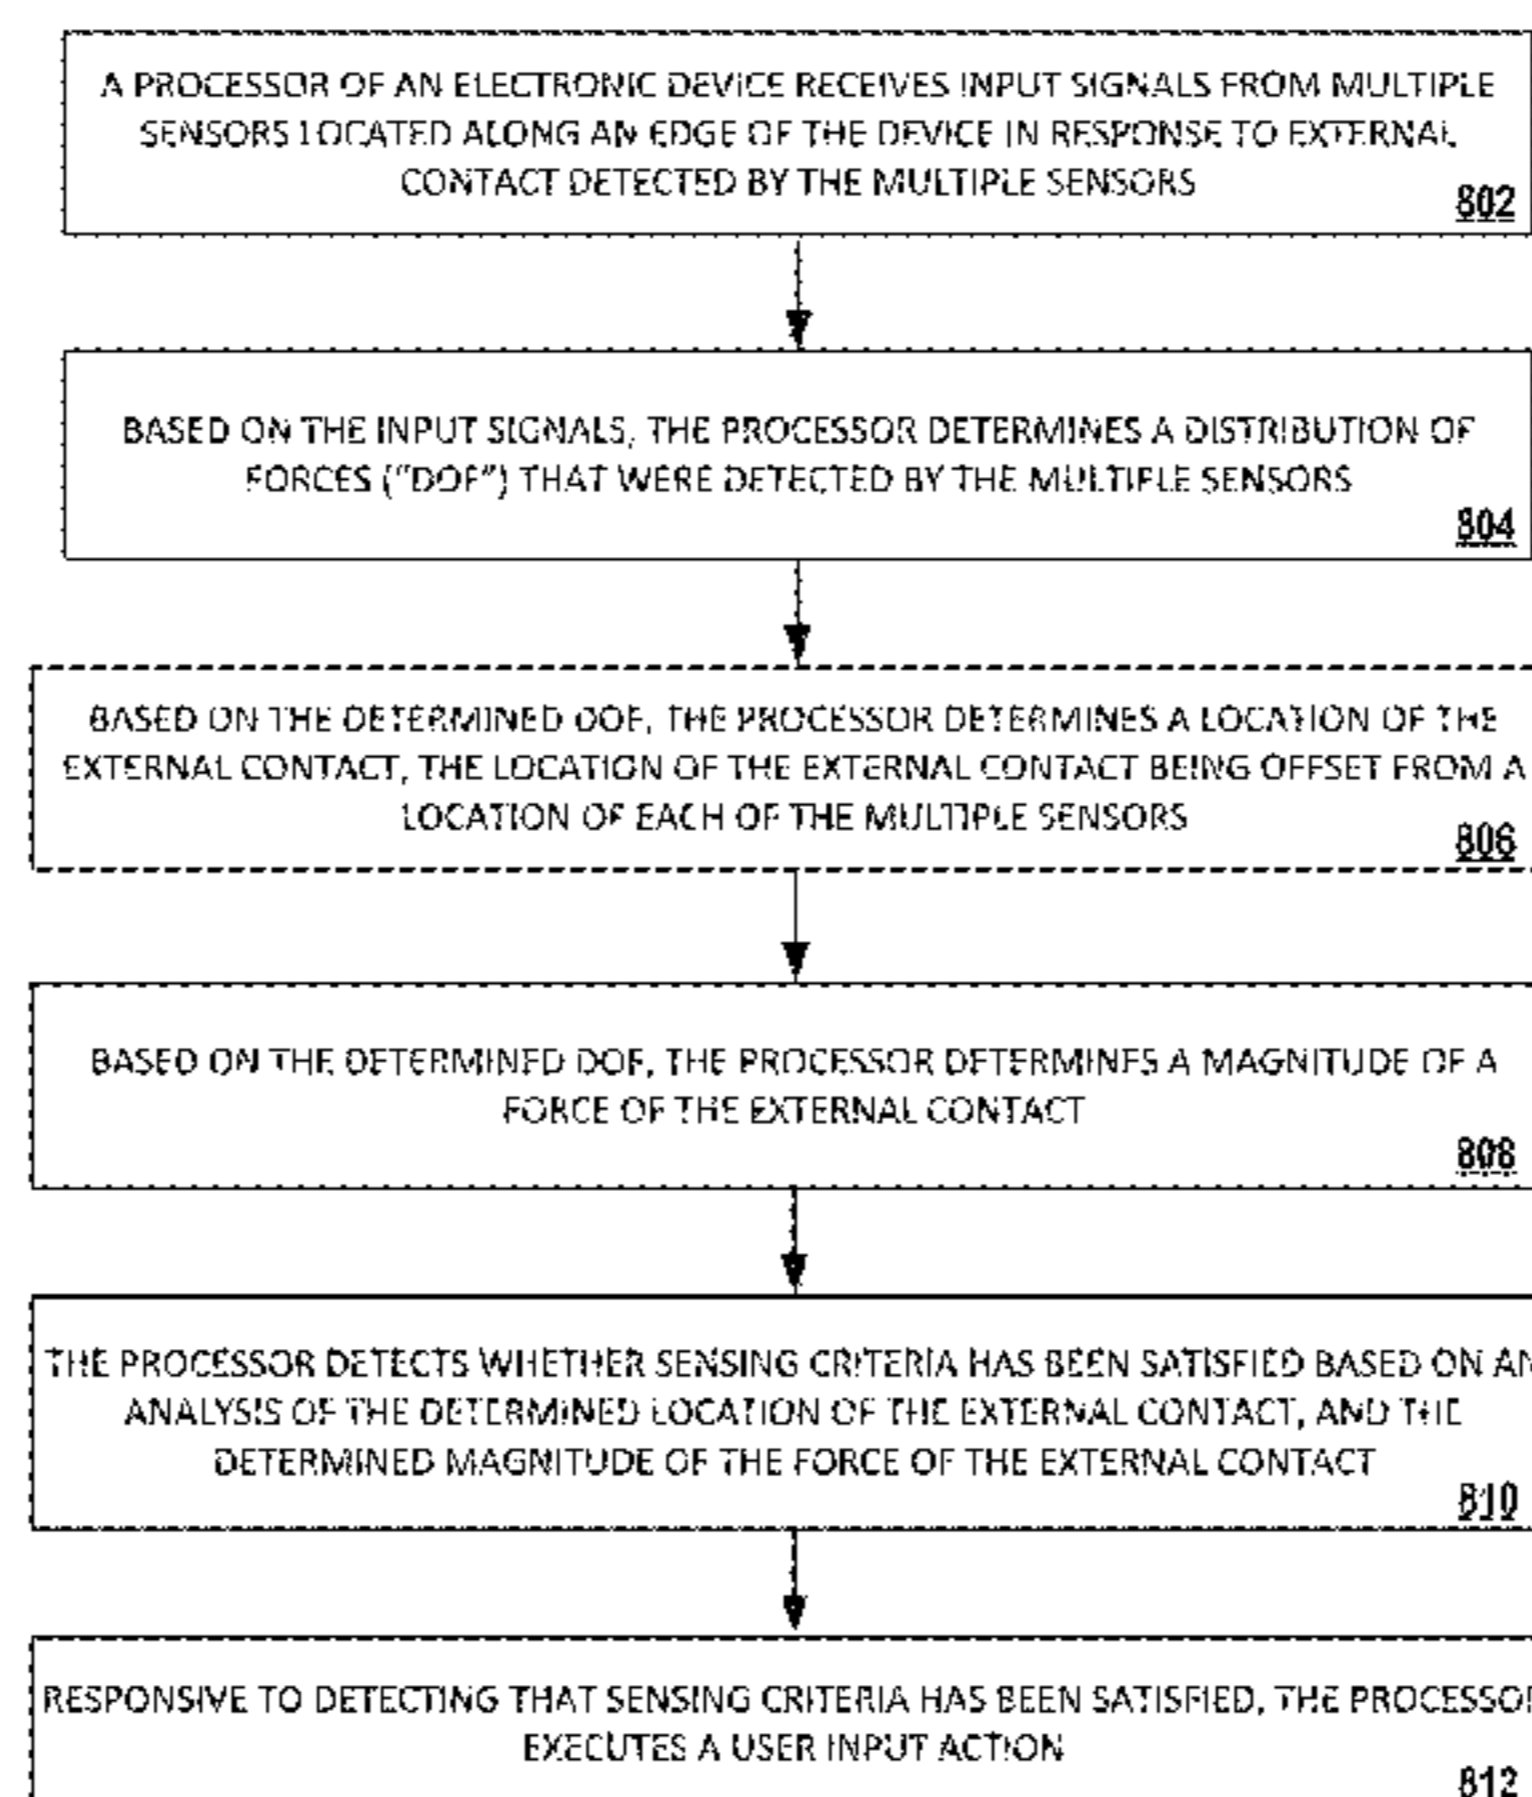 A PROCESSOR OF AN ELECTRONIC DEVICE RECEIVES INPUT SIGNALS FROM MULTIPLE
SENSORS LOCATED ALONG AN EDGE OF THE DEVICE IN RESPONSE TO EXTERNAL
CONTACT DETECTED BY THE MULTIPLE SENSORS
802
BASED ON THE INPUT SIGNALS, THE PROCESSOR DETERMINES A DISTRIBUTION OF
FORCES ("DOF") THAT WERE DETECTED BY THE MULTIPLE SENSORS
804
BASED ON THE DETERMINED DOF, THE PROCESSOR DETERMINES A LOCATION OF THE
EXTERNAL CONTACT, THE LOCATION OF THE EXTERNAL CONTACT BEING OFFSET FROM A
LOCATION OF EACH OF THE MULTIPLE SENSORS
806
BASED ON THE DETERMINED DOF, THE PROCESSOR DETERMINES A MAGNITUDE OF A
FORCE OF THE EXTERNAL CONTACT
808
THE PROCESSOR DETECTS WHETHER SENSING CRITERIA HAS BEEN SATISFIED BASED ON AN
ANALYSIS OF THE DETERMINED LOCATION OF THE EXTERNAL CONTACT, AND THE
DETERMINED MAGNITUDE OF THE FORCE OF THE EXTERNAL CONTACT
810
RESPONSIVE TO DETECTING THAT SENSING CRITERIA HAS BEEN SATISFIED, THE PROCESSOR
EXECUTES A USER INPUT ACTION
812